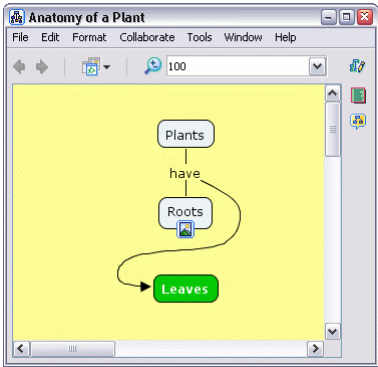 Anatomy of a Plant
File Edit Format Collaborate Tools Window Help
100
Plants
have
Roots
Leaves